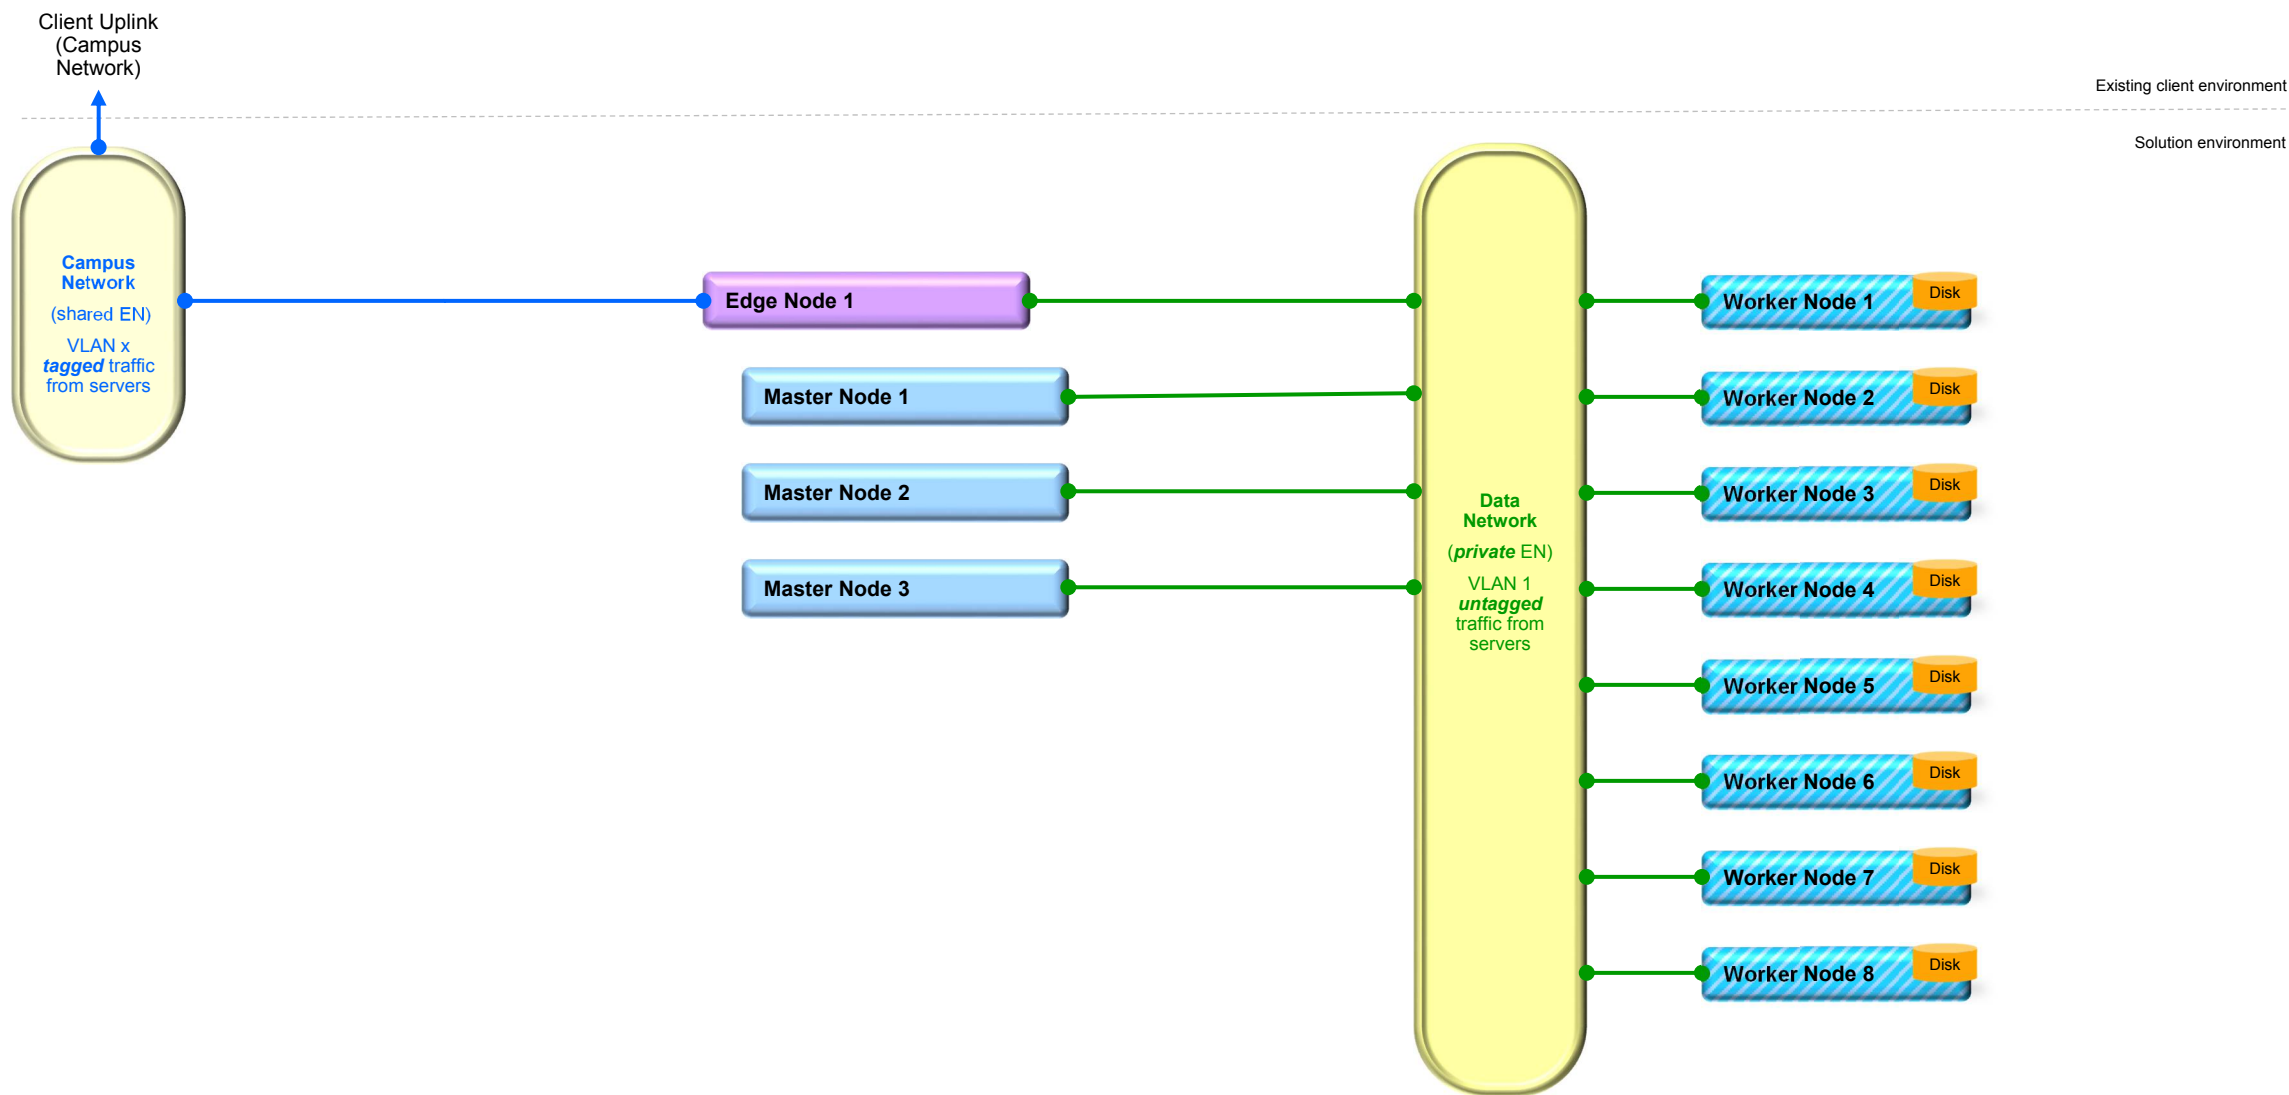 Client Uplink
(Campus
Network)
Existing client environment
Solution environment
Campus
Network
(shared EN)
VLAN x
tagged traffic
from servers
Edge Node 1
Master Node 1
Master Node 2
Master Node 3
Data
Network
(private EN)
VLAN 1
untagged
traffic from
servers
Worker Node 1
Disk
Worker Node 2
Disk
Worker Node 3
Disk
Worker Node 4
Disk
Worker Node 5
Disk
Worker Node 6
Disk
Worker Node 7
Disk
Worker Node 8
Disk